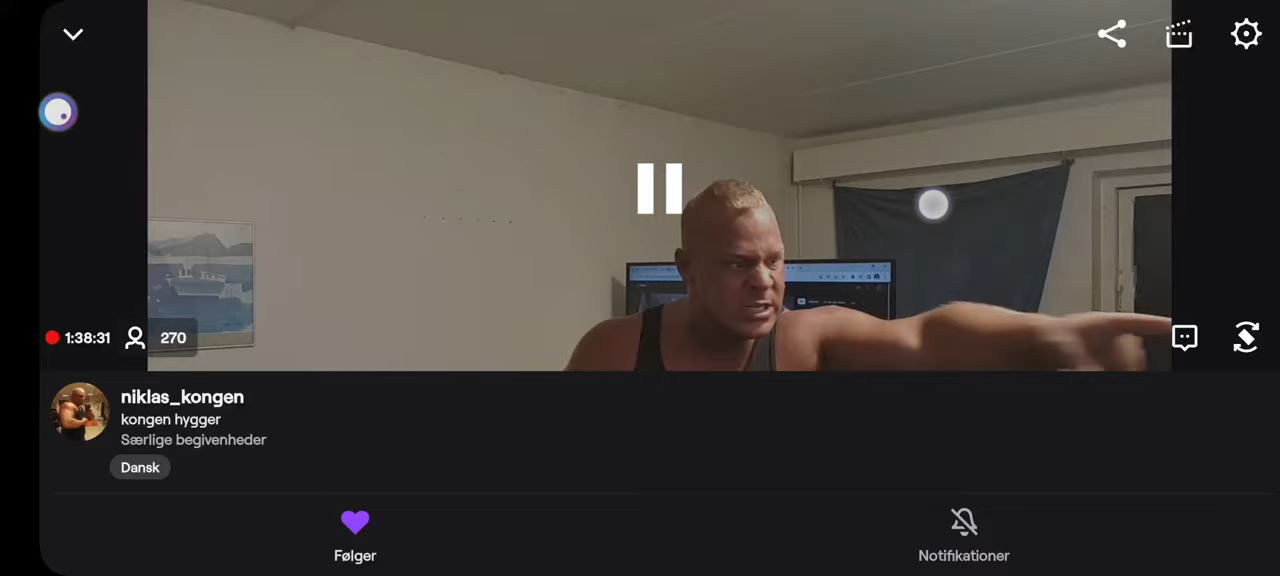 1:38:31
270
niklas_kongen
kongen hygger
Særlige begivenheder
Dansk
Følger
Notifikationer